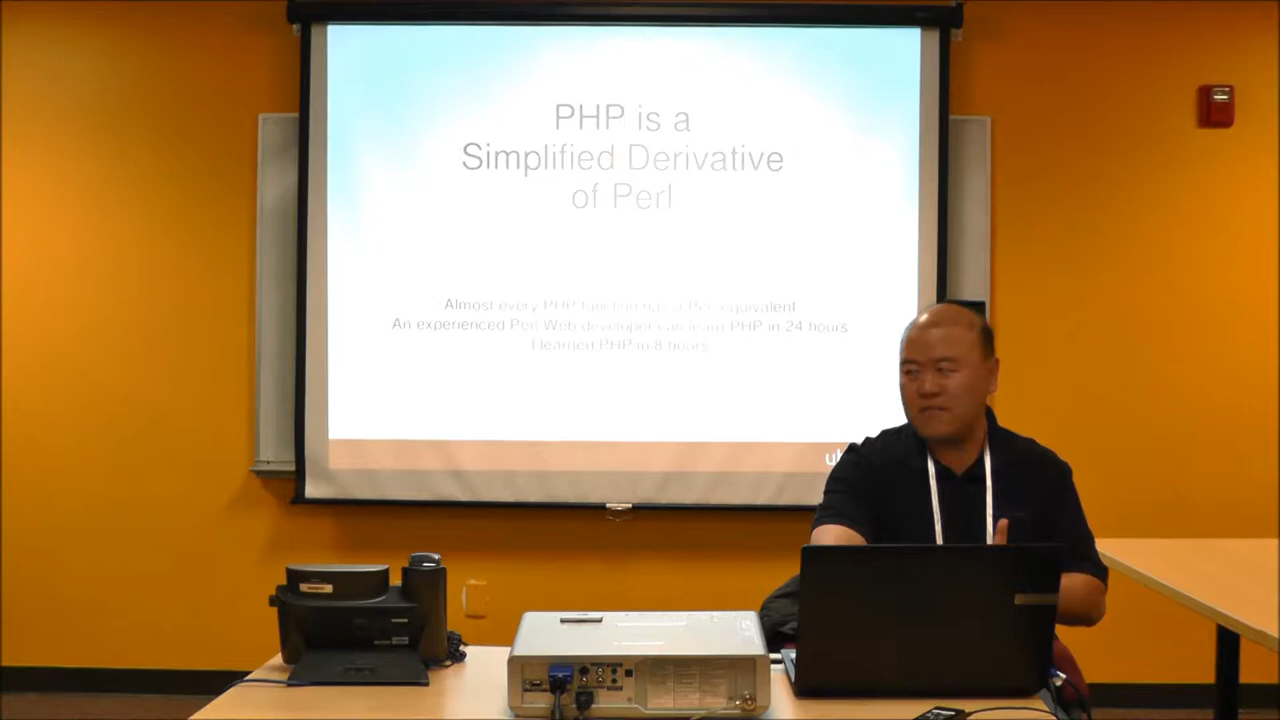 PHP is a
Simplified Derivative
of Perl
Almost every PHP function has a Perl equivalent
An experienced Perl Web developer can learn PHP in 24 hours
I learned PHP in 8 hours